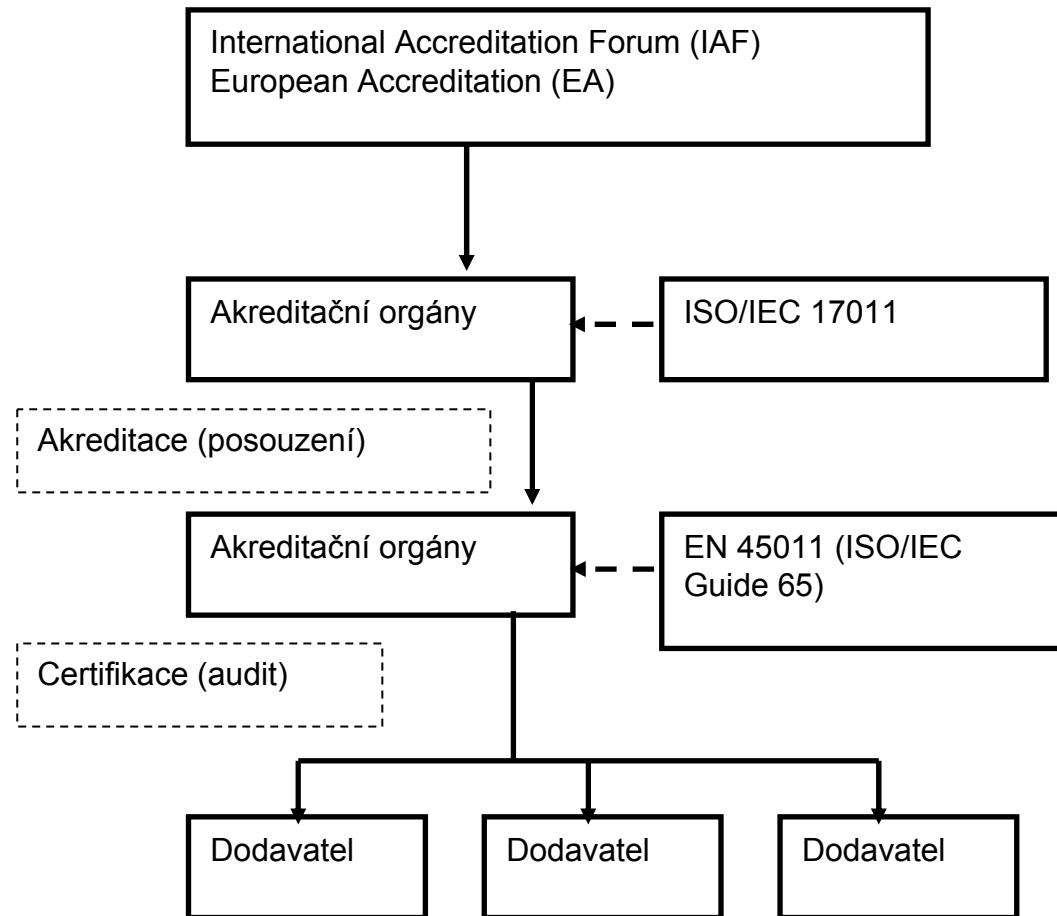 International Accreditation Forum (IAF)
European Accreditation (EA)
Akreditační orgány
ISO/IEC 17011
Akreditace (posouzení)
Akreditační orgány
EN 45011 (ISO/IEC
Guide 65)
Certifikace (audit)
Dodavatel
Dodavatel
Dodavatel